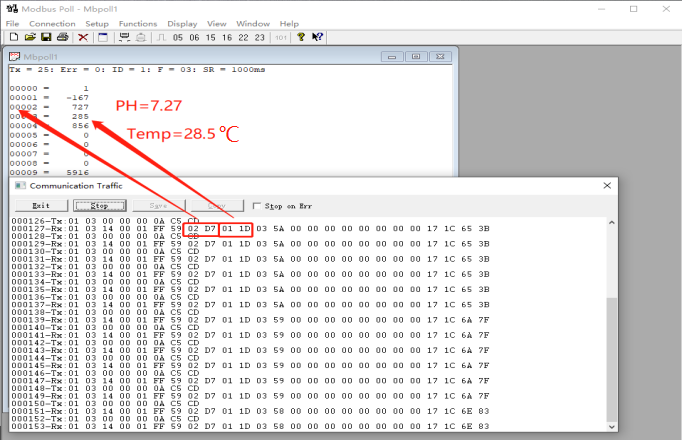 Modbus Poll - Mbpoll1
File Connection Setup Functions Display View Window Help
05 06 15 16 22 23 101
Mbpoll1
Tx = 25: Err = 0: ID = 1: F = 03: SR = 1000ms
00000 = 1
00001 = -167
00002 = 727
PH=7.27
00003 = 285
00004 = 856
Temp=28.5℃
00005 = 0
00006 = 0
00007 = 0
00008 = 0
00009 = 5916
Communication Traffic
Exit Stop Save Copy Stop on Err
000126-Tx:01 03 00 00 00 0A C5 CD
000127-Rx:01 03 14 00 01 FF 59 02 D7 01 1D 03 5A 00 00 00 00 00 00 00 00 17 1C 65 3B
000128-Tx:01 03 00 00 00 0A C5 CD
000129-Rx:01 03 14 00 01 FF 59 02 D7 01 1D 03 5A 00 00 00 00 00 00 00 00 17 1C 65 3B
000130-Tx:01 03 00 00 00 0A C5 CD
000131-Rx:01 03 14 00 01 FF 59 02 D7 01 1D 03 5A 00 00 00 00 00 00 00 00 17 1C 65 3B
000132-Tx:01 03 00 00 00 0A C5 CD
000133-Rx:01 03 14 00 01 FF 59 02 D7 01 1D 03 5A 00 00 00 00 00 00 00 00 17 1C 65 3B
000134-Tx:01 03 00 00 00 0A C5 CD
000135-Rx:01 03 14 00 01 FF 59 02 D7 01 1D 03 5A 00 00 00 00 00 00 00 00 17 1C 65 3B
000136-Tx:01 03 00 00 00 0A C5 CD
000137-Rx:01 03 14 00 01 FF 59 02 D7 01 1D 03 5A 00 00 00 00 00 00 00 00 17 1C 65 3B
000138-Tx:01 03 00 00 00 0A C5 CD
000139-Rx:01 03 14 00 01 FF 59 02 D7 01 1D 03 59 00 00 00 00 00 00 00 00 17 1C 6A 7F
000140-Tx:01 03 00 00 00 0A C5 CD
000141-Rx:01 03 14 00 01 FF 59 02 D7 01 1D 03 59 00 00 00 00 00 00 00 00 17 1C 6A 7F
000142-Tx:01 03 00 00 00 0A C5 CD
000143-Rx:01 03 14 00 01 FF 59 02 D7 01 1D 03 59 00 00 00 00 00 00 00 00 17 1C 6A 7F
000144-Tx:01 03 00 00 00 0A C5 CD
000145-Rx:01 03 14 00 01 FF 59 02 D7 01 1D 03 59 00 00 00 00 00 00 00 00 17 1C 6A 7F
000146-Tx:01 03 00 00 00 0A C5 CD
000147-Rx:01 03 14 00 01 FF 59 02 D7 01 1D 03 59 00 00 00 00 00 00 00 00 17 1C 6A 7F
000148-Tx:01 03 00 00 00 0A C5 CD
000149-Rx:01 03 14 00 01 FF 59 02 D7 01 1D 03 59 00 00 00 00 00 00 00 00 17 1C 6A 7F
000150-Tx:01 03 00 00 00 0A C5 CD
000151-Rx:01 03 14 00 01 FF 59 02 D7 01 1D 03 58 00 00 00 00 00 00 00 00 17 1C 6E 83
000152-Tx:01 03 00 00 00 0A C5 CD
000153-Rx:01 03 14 00 01 FF 59 02 D7 01 1D 03 58 00 00 00 00 00 00 00 00 17 1C 6E 83